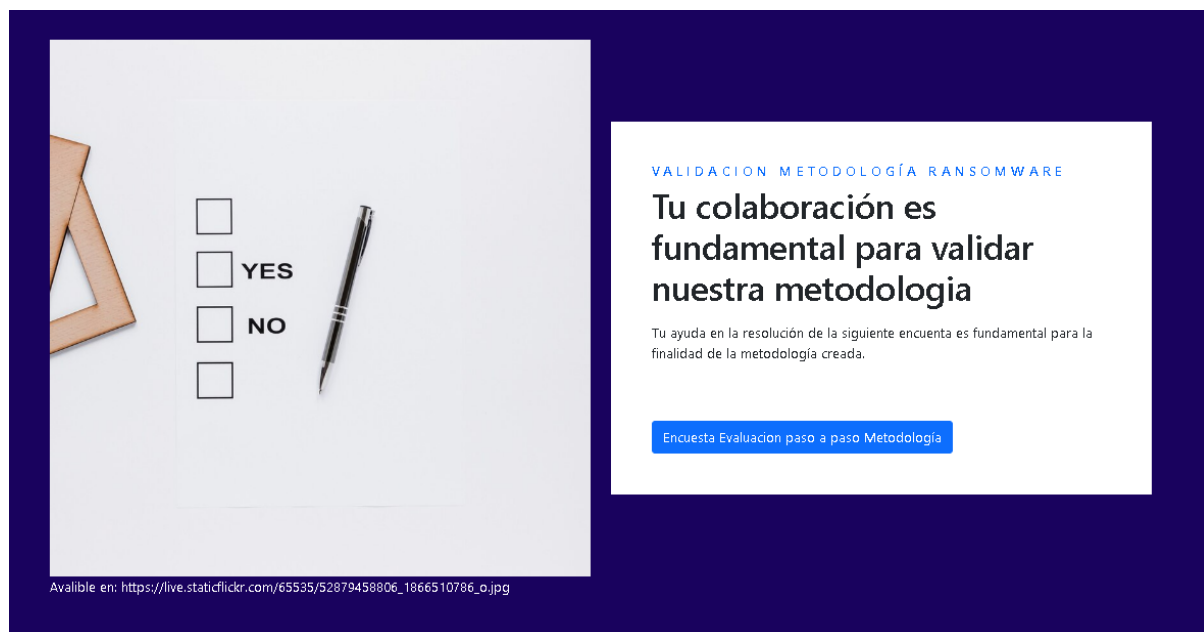 YES
NO
VALIDACION METODOLOGÍA RANSOMWARE
Tu colaboración es
fundamental para validar
nuestra metodologia
Tu ayuda en la resolución de la siguiente encuenta es fundamental para la
finalidad de la metodología creada.
Encuesta Evaluacion paso a paso Metodología
Avalible en: https://live.staticflickr.com/65535/52879458806_1866510786_o.jpg